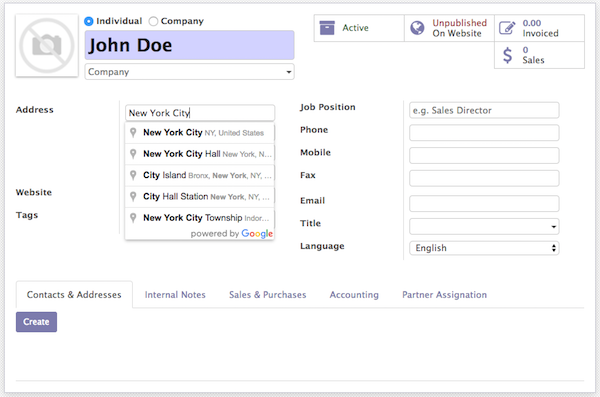 Individual Company
John Doe
Company
Active
Unpublished
On Website
0.00
Invoiced
0
Sales
Address
New York City
New York City NY, United States
New York City Hall New York, N...
City Island Bronx, New York, NY, ...
City Hall Station New York, NY, ...
New York City Township Indor...
powered by Google
Website
Tags
Job Position
e.g. Sales Director
Phone
Mobile
Fax
Email
Title
Language
English
Contacts & Addresses
Internal Notes
Sales & Purchases
Accounting
Partner Assignation
Create